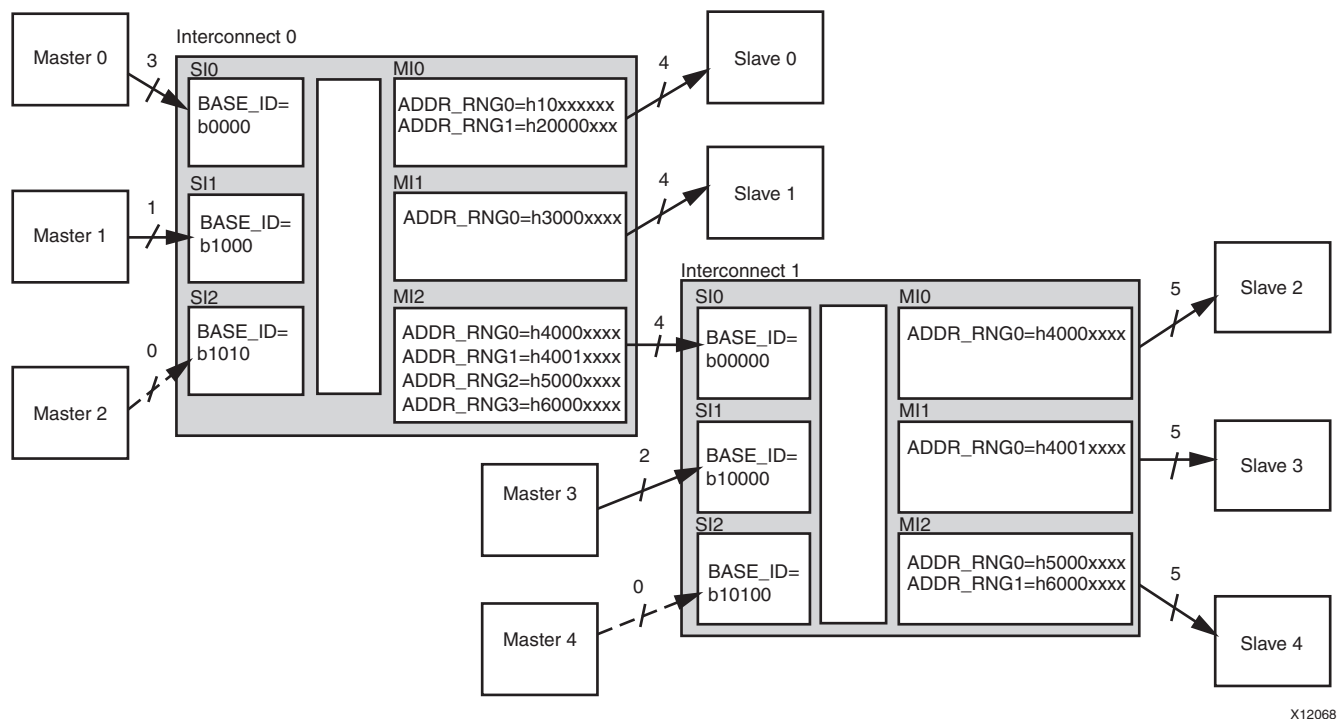 Interconnect 0
Master 0
3
SI0
BASE_ID=
b0000
MI0
ADDR_RNG0=h10xxxxxx
ADDR_RNG1=h20000xxx
4
Slave 0
Master 1
1
SI1
BASE_ID=
b1000
MI1
ADDR_RNG0=h3000xxxx
4
Slave 1
Master 2
0
SI2
BASE_ID=
b1010
MI2
ADDR_RNG0=h4000xxxx
ADDR_RNG1=h4001xxxx
ADDR_RNG2=h5000xxxx
ADDR_RNG3=h6000xxxx
4
Interconnect 1
SI0
BASE_ID=
b00000
MI0
ADDR_RNG0=h4000xxxx
5
Slave 2
Master 3
2
SI1
BASE_ID=
b10000
MI1
ADDR_RNG0=h4001xxxx
5
Slave 3
Master 4
0
SI2
BASE_ID=
b10100
MI2
ADDR_RNG0=h5000xxxx
ADDR_RNG1=h6000xxxx
5
Slave 4
X12068